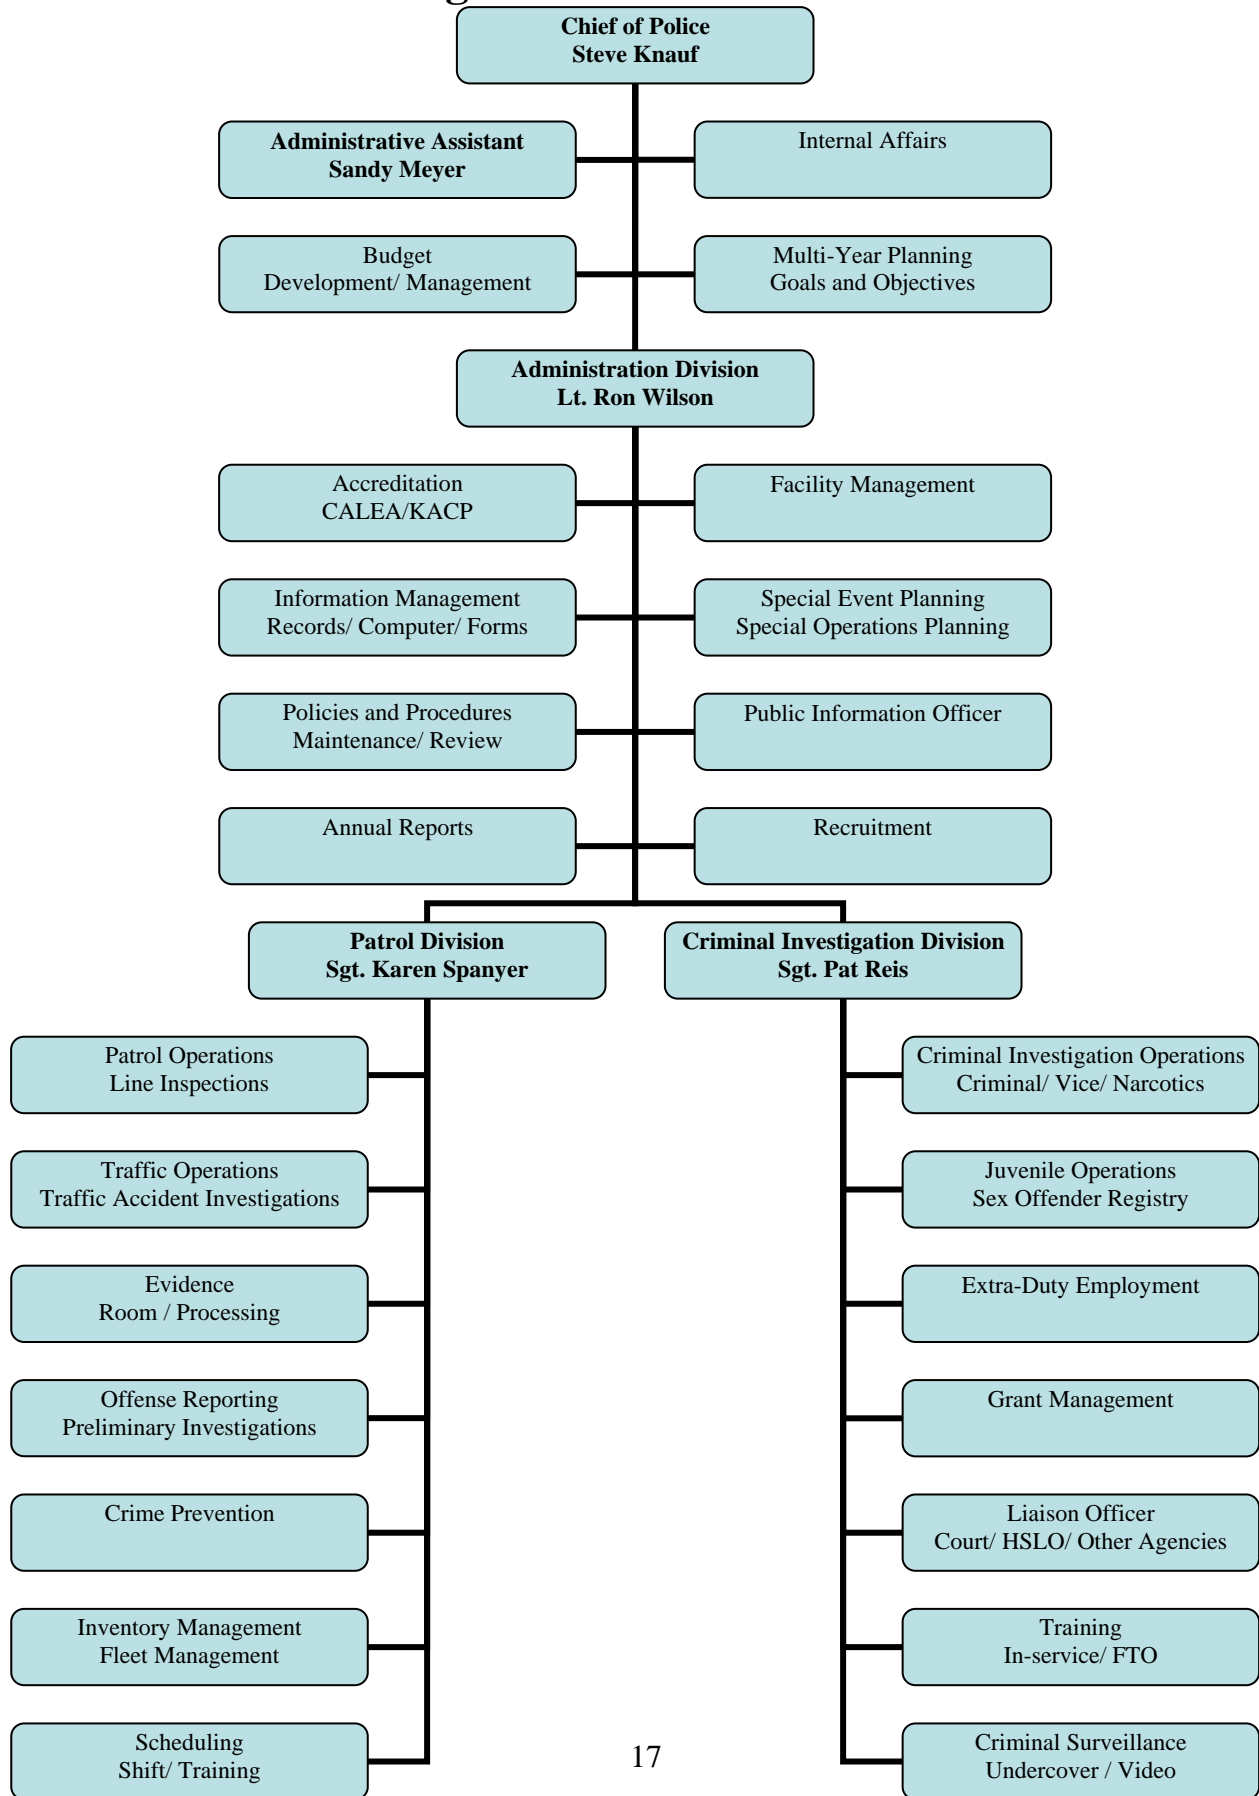 Chief of Police
Steve Knauf
Administrative Assistant
Sandy Meyer
Internal Affairs
Budget
Development/ Management
Multi-Year Planning
Goals and Objectives
Administration Division
Lt. Ron Wilson
Accreditation
CALEA/KACP
Facility Management
Information Management
Records/ Computer/ Forms
Special Event Planning
Special Operations Planning
Policies and Procedures
Maintenance/ Review
Public Information Officer
Annual Reports
Recruitment
Patrol Division
Sgt. Karen Spanyer
Criminal Investigation Division
Sgt. Pat Reis
Patrol Operations
Line Inspections
Criminal Investigation Operations
Criminal/ Vice/ Narcotics
Traffic Operations
Traffic Accident Investigations
Juvenile Operations
Sex Offender Registry
Evidence
Room / Processing
Extra-Duty Employment
Offense Reporting
Preliminary Investigations
Grant Management
Crime Prevention
Liaison Officer
Court/ HSLO/ Other Agencies
Inventory Management
Fleet Management
Training
In-service/ FTO
Scheduling
Shift/ Training
Criminal Surveillance
Undercover / Video
17